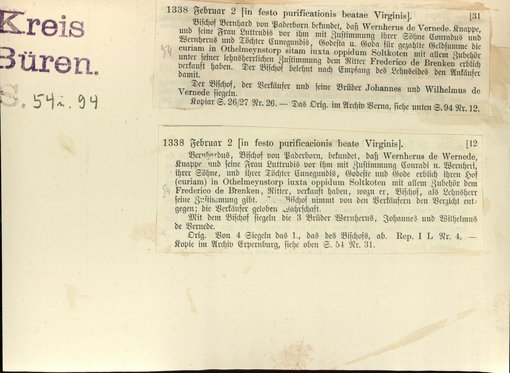 Kreis
Büren.
S. 54 u. 94
1338 Februar 2 [in festo purificationis beatae Virginis]. [31
Bischof Bernhard von Paderborn bekundet, daß Wernherus de Vernede, Knappe,
und seine Frau Luttrudis vor ihm mit Zustimmung ihrer Söhne Conradus und
Wernherus und Töchter Cunegundis, Godesta u. Goda für gezahlte Geldsumme die
curiam in Othelmeynstorp sitam iuxta oppidum Soltkoten mit allem Zubehör
unter seiner lehnsherrlichen Zustimmung dem Ritter Frederico de Brenken erblich
verkauft haben. Der Bischof belehnt nach Empfang des Lehnseides den Ankäufer
damit.
Der Bischof, der Verkäufer und seine Brüder Johannes und Wilhelmus de
Vernede siegeln.
Kopiar S. 26/27 Nr. 26. — Das Orig. im Archiv Verna, siehe unten S. 94 Nr. 12.
1338 Februar 2 [in festo purificacionis beate Virginis]. [12
Bernhardus, Bischof von Paderborn, bekundet, daß Wernherus de Vernede,
Knappe und seine Frau Luttrudis vor ihm mit Zustimmung Conradi u. Wernheri,
ihrer Söhne, und ihrer Töchter Cunegundis, Godeste und Gode erblich ihren Hof
(curiam) in Othelmeynstorp iuxta oppidum Soltkoten mit allem Zubehör dem
Frederico de Brenken, Ritter, verkauft haben, wozu er, Bischof, als Lehnsherr
seine Zustimmung gibt. Bischof nimmt von den Verkäufern den Verzicht ent-
gegen; die Verkäufer geloben Währschaft.
Mit dem Bischof siegeln die 3 Brüder Wernherus, Johannes und Wilhelmus
de Vernede.
Orig. Von 4 Siegeln das 1., das des Bischofs, ab. Rep. I L Nr. 4. —
Kopie im Archiv Erpernburg, siehe oben S. 54 Nr. 31.